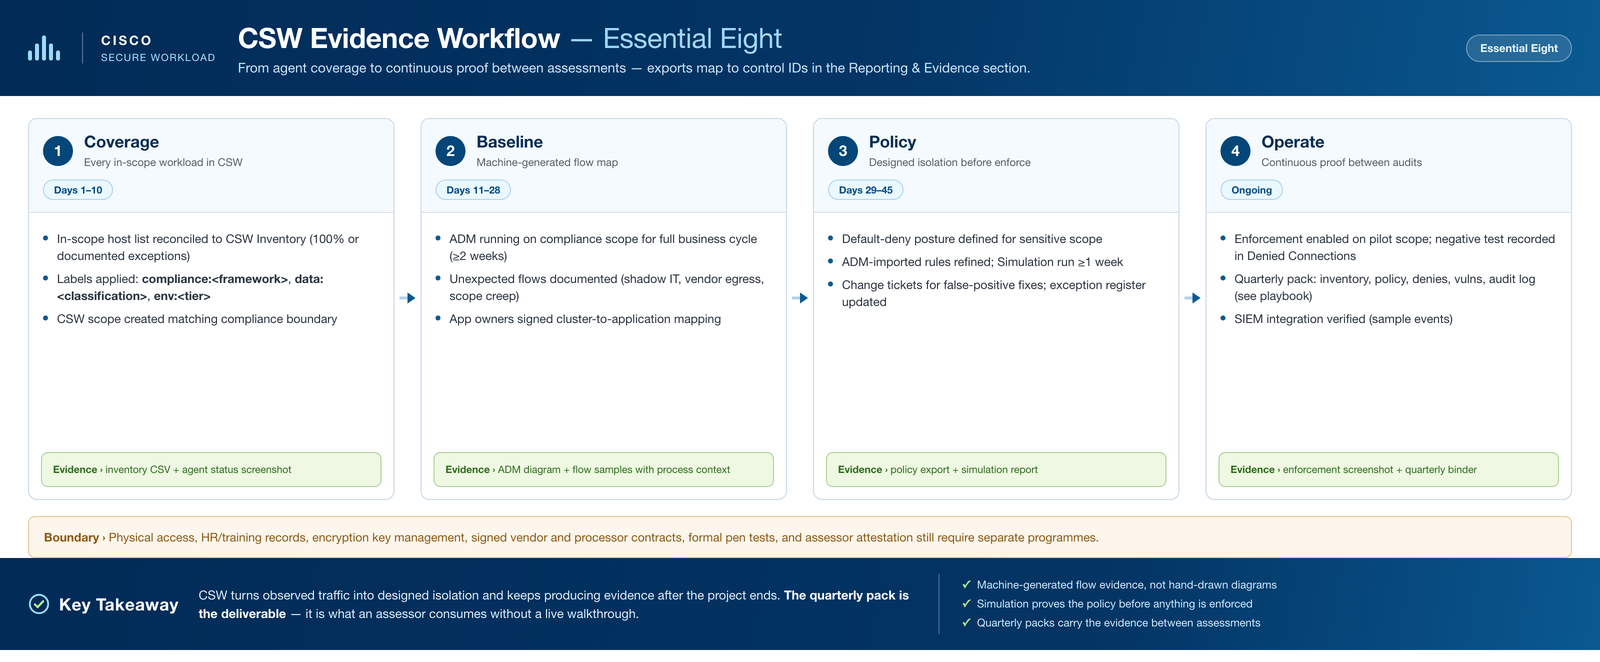 CISCO
SECURE WORKLOAD
CSW Evidence Workflow — Essential Eight
From agent coverage to continuous proof between assessments — exports map to control IDs in the Reporting & Evidence section.
Essential Eight
1
Coverage
Every in-scope workload in CSW
Days 1–10
• In-scope host list reconciled to CSW Inventory (100% or
documented exceptions)
• Labels applied: compliance:<framework>, data:
<classification>, env:<tier>
• CSW scope created matching compliance boundary
Evidence › inventory CSV + agent status screenshot
2
Baseline
Machine-generated flow map
Days 11–28
• ADM running on compliance scope for full business cycle
(≥2 weeks)
• Unexpected flows documented (shadow IT, vendor egress,
scope creep)
• App owners signed cluster-to-application mapping
Evidence › ADM diagram + flow samples with process context
3
Policy
Designed isolation before enforce
Days 29–45
• Default-deny posture defined for sensitive scope
• ADM-imported rules refined; Simulation run ≥1 week
• Change tickets for false-positive fixes; exception register
updated
Evidence › policy export + simulation report
4
Operate
Continuous proof between audits
Ongoing
• Enforcement enabled on pilot scope; negative test recorded
in Denied Connections
• Quarterly pack: inventory, policy, denies, vulns, audit log
(see playbook)
• SIEM integration verified (sample events)
Evidence › enforcement screenshot + quarterly binder
Boundary › Physical access, HR/training records, encryption key management, signed vendor and processor contracts, formal pen tests, and assessor attestation still require separate programmes.
Key Takeaway
CSW turns observed traffic into designed isolation and keeps producing evidence after the project ends. The quarterly pack is
the deliverable — it is what an assessor consumes without a live walkthrough.
✓ Machine-generated flow evidence, not hand-drawn diagrams
✓ Simulation proves the policy before anything is enforced
✓ Quarterly packs carry the evidence between assessments